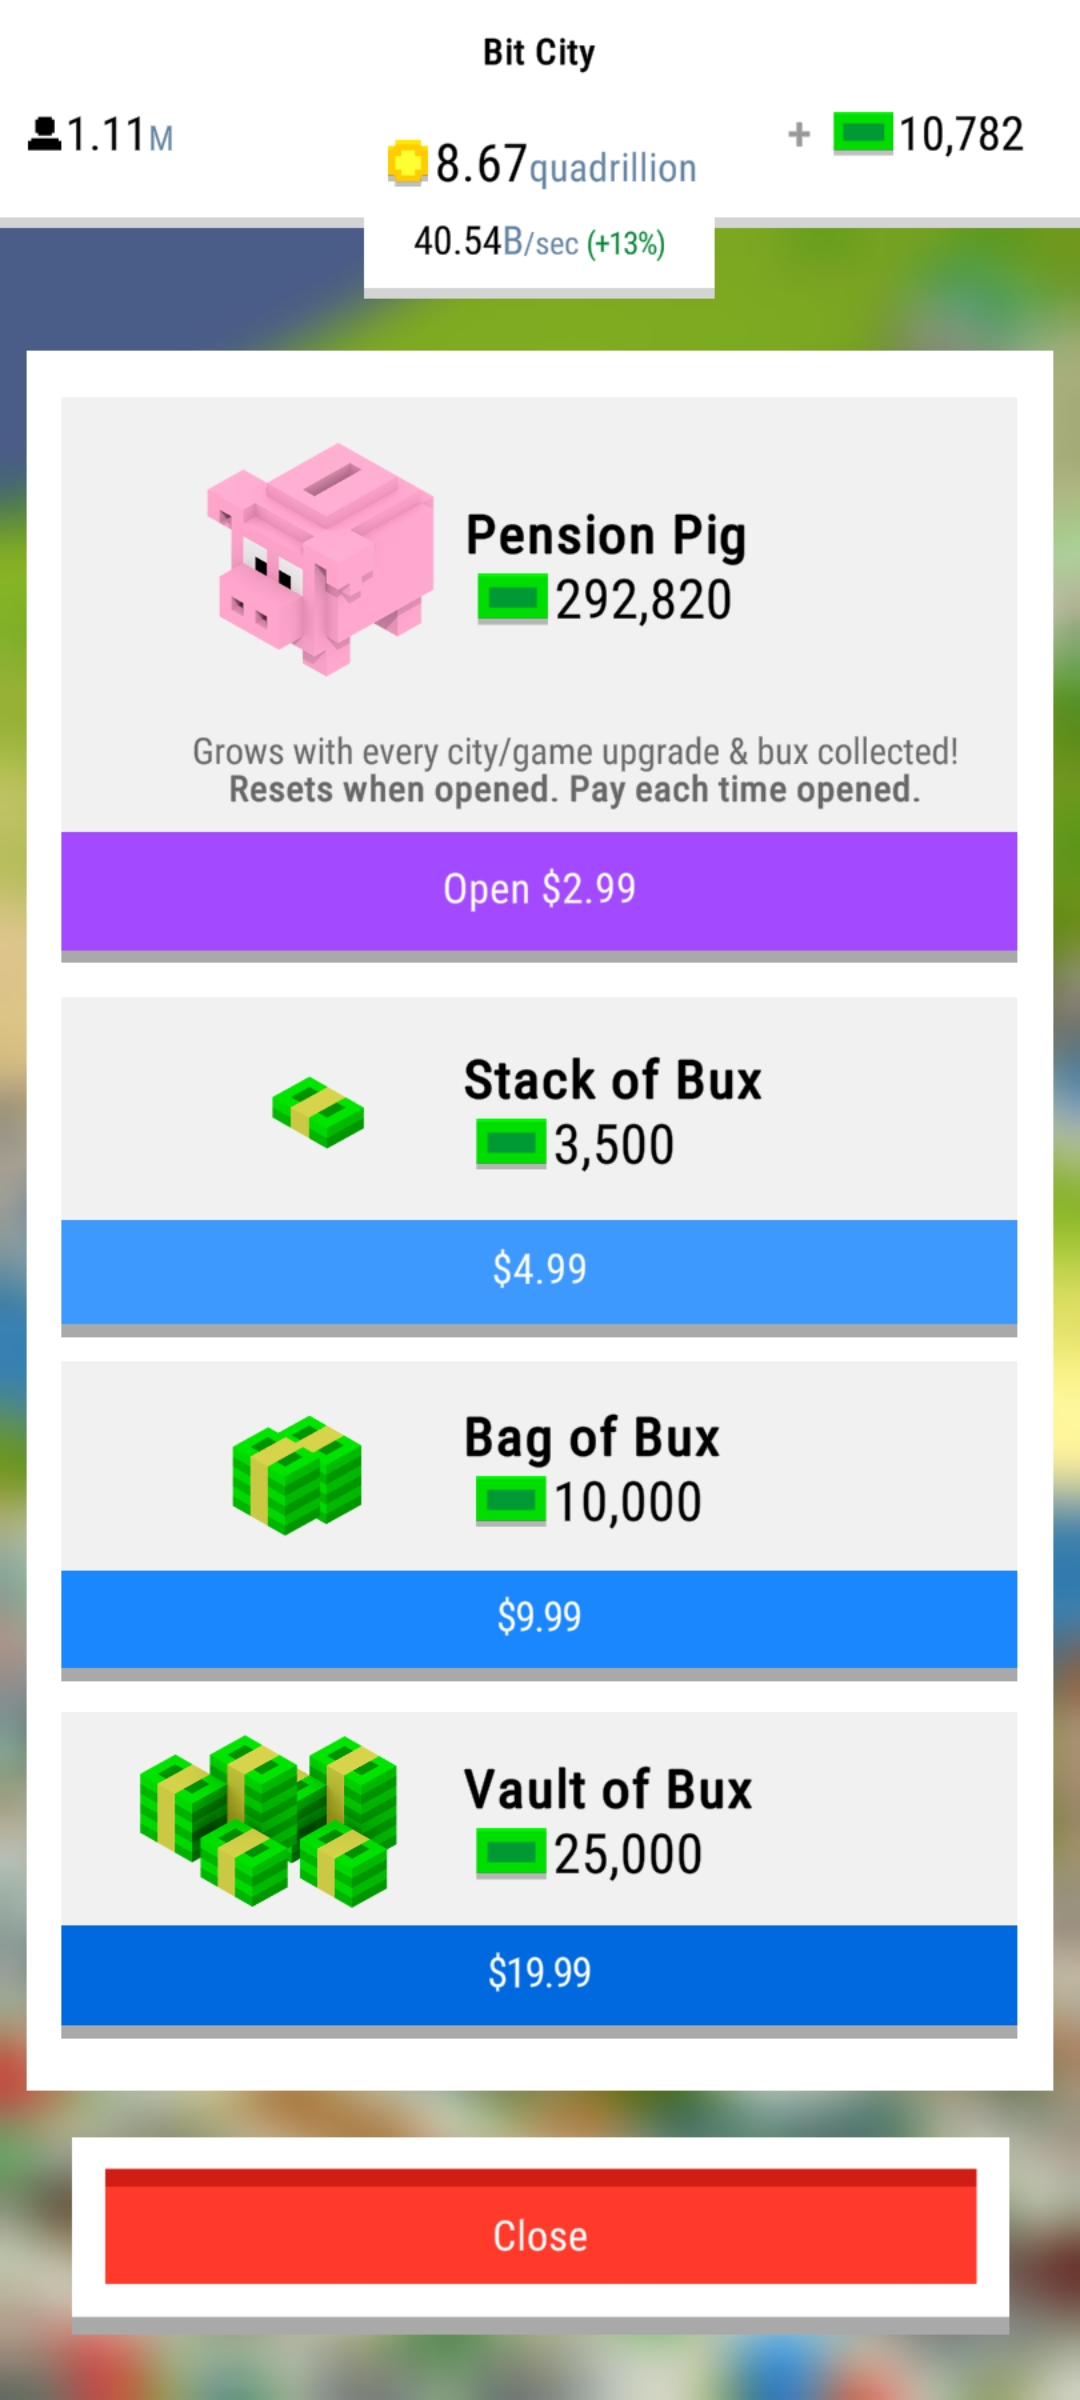 Bit City
1.11M
8.67quadrillion
+ 10,782
40.54B/sec (+13%)
Pension Pig
292,820
Grows with every city/game upgrade & bux collected!
Resets when opened. Pay each time opened.
Open $2.99
Stack of Bux
3,500
$4.99
Bag of Bux
10,000
$9.99
Vault of Bux
25,000
$19.99
Close